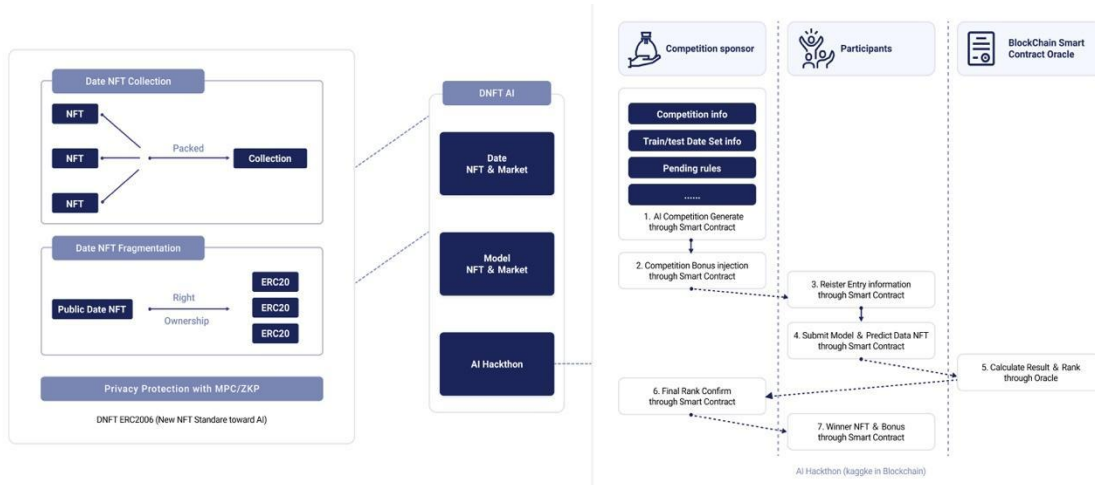 Date NFT Collection
NFT
NFT
NFT
Packed
Collection
Date NFT Fragmentation
Public Date NFT
Right
Ownership
ERC20
ERC20
ERC20
Privacy Protection with MPC/ZKP
DNFT ERC2006 (New NFT Standare toward AI)
DNFT AI
Date
NFT & Market
Model
NFT & Market
AI Hackthon
Competition sponsor
Participants
BlockChain Smart
Contract Oracle
Competition info
Train/test Date Set info
Pending rules
......
1. AI Competition Generate
through Smart Contract
2. Competition Bonus injection
through Smart Contract
3. Reister Entry information
through Smart Contract
4. Submit Model & Predict Data NFT
through Smart Contract
5. Calculate Result & Rank
through Oracle
6. Final Rank Confirm
through Smart Contract
7. Winner NFT & Bonus
through Smart Contract
AI Hackthon (kaggke in Blockchain)